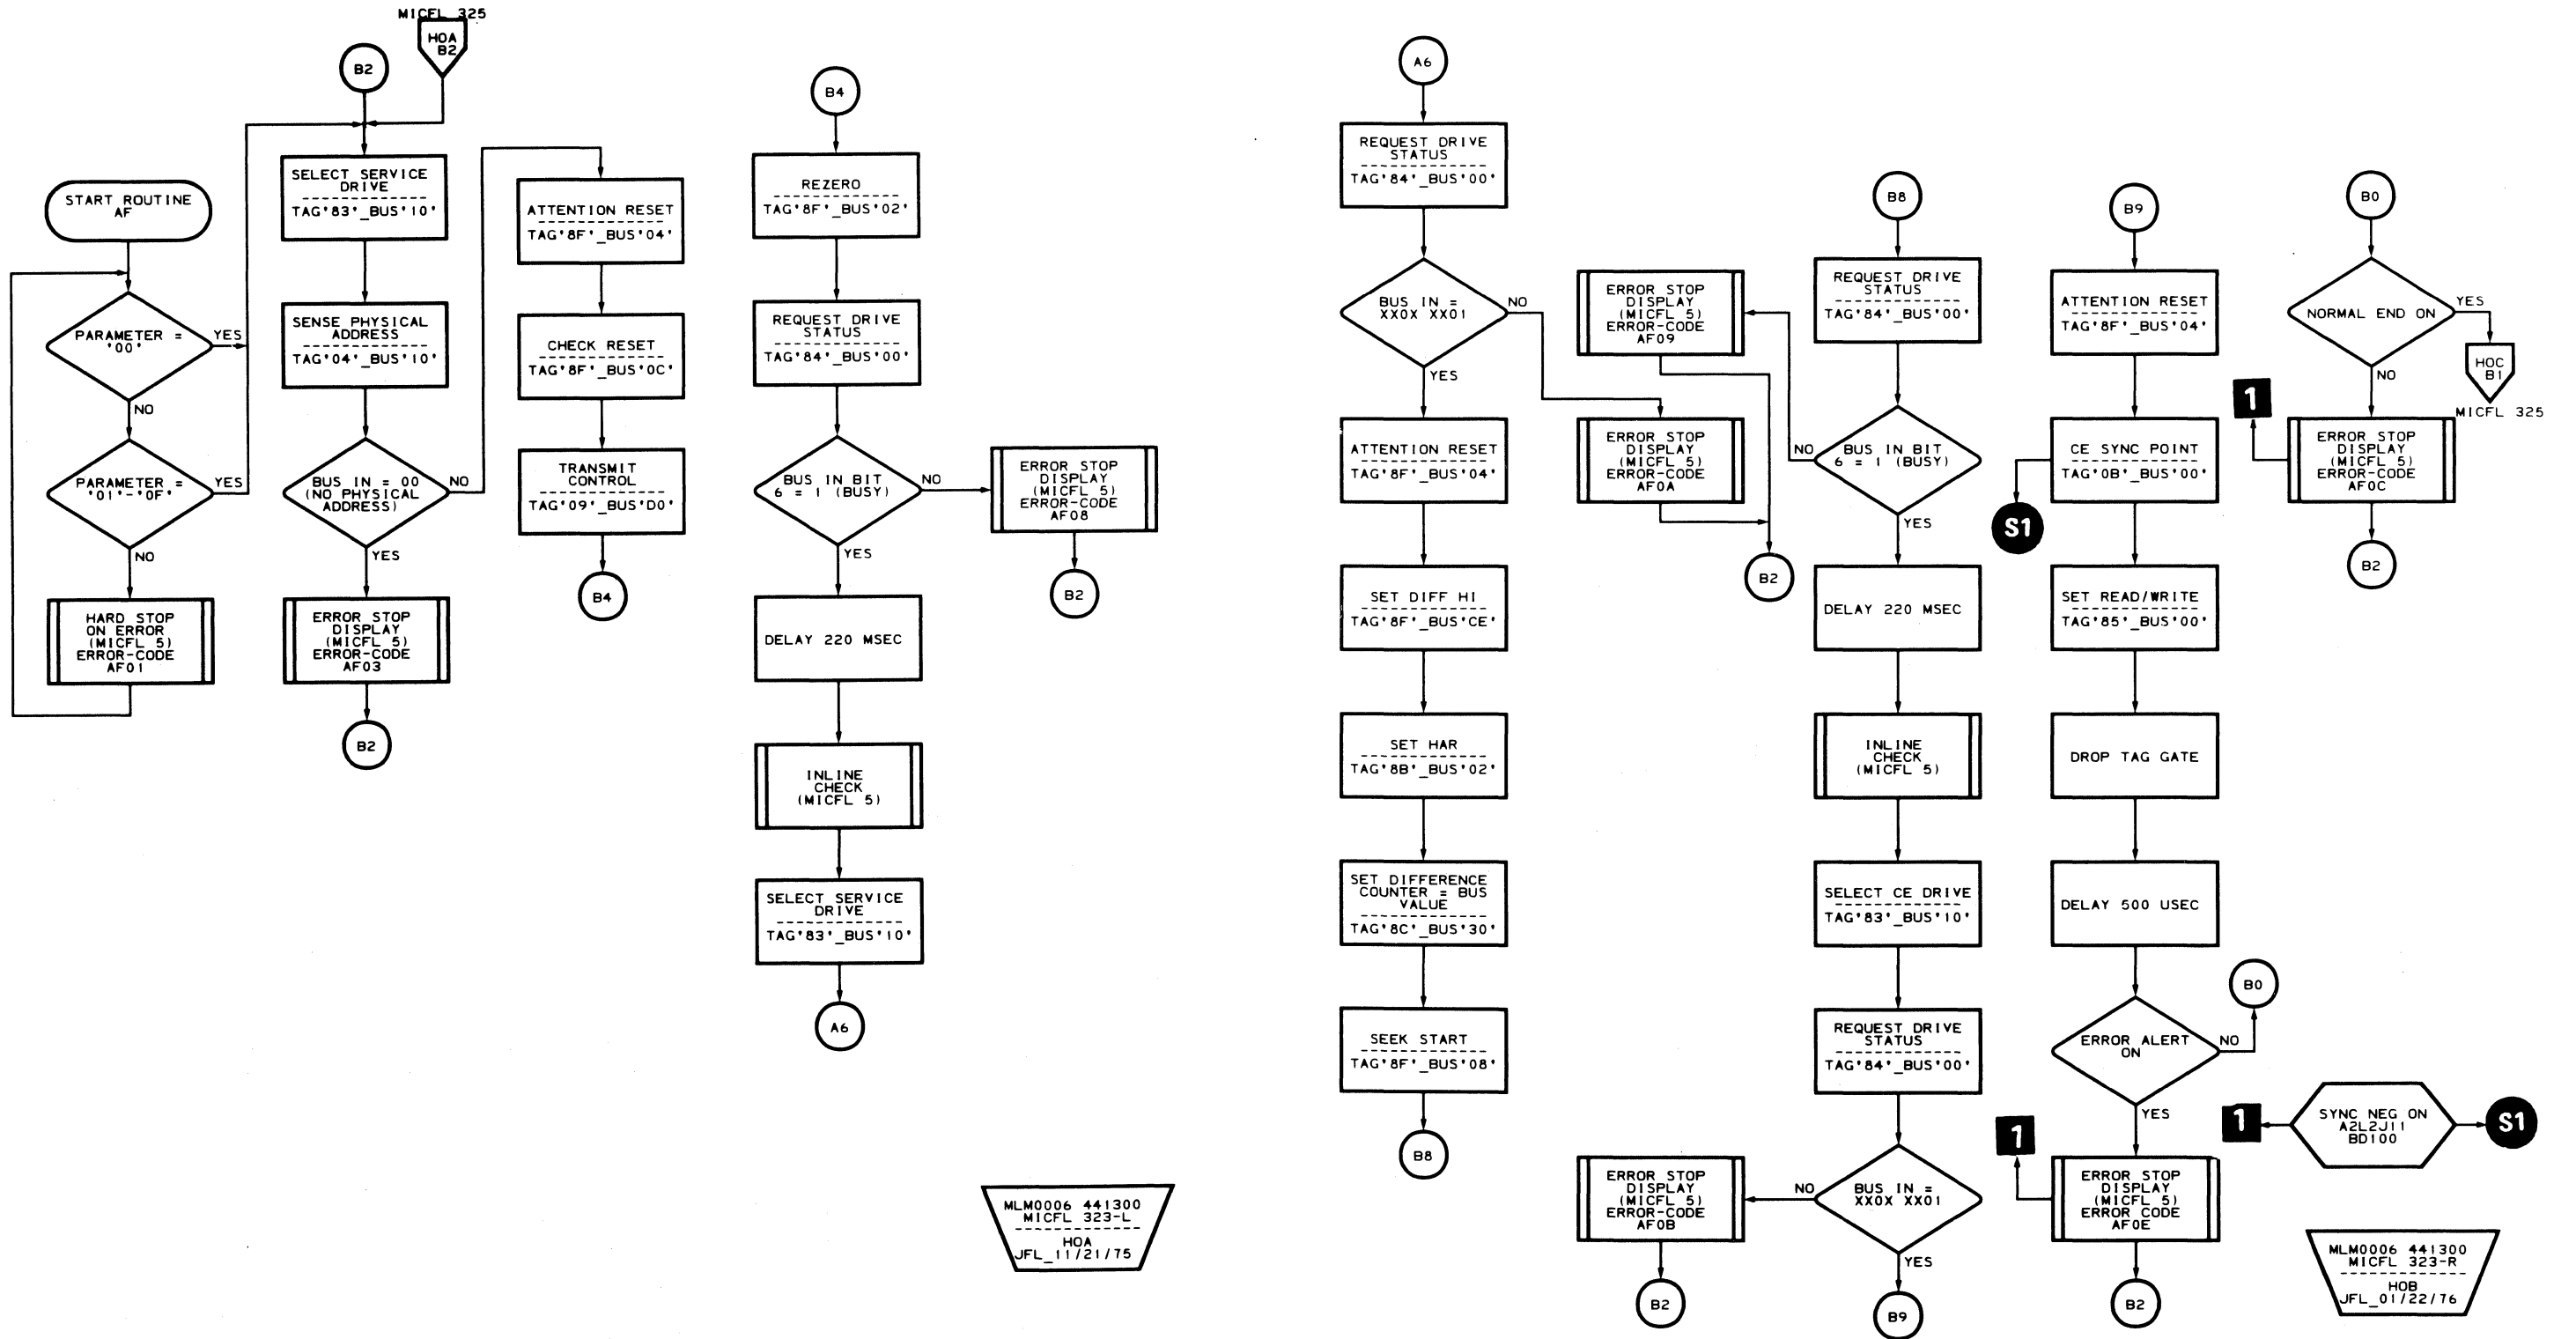 MICFL 325
HOA
B2
B2
START ROUTINE
AF
PARAMETER =
'00'
YES
NO
PARAMETER =
'01'-'0F'
YES
NO
HARD STOP
ON ERROR
(MICFL 5)
ERROR-CODE
AF01
SELECT SERVICE
DRIVE
TAG'83'_BUS'10'
SENSE PHYSICAL
ADDRESS
TAG'04'_BUS'10'
BUS IN = 00
(NO PHYSICAL
ADDRESS)
NO
YES
ERROR STOP
DISPLAY
(MICFL 5)
ERROR-CODE
AF03
B2
ATTENTION RESET
TAG'8F'_BUS'04'
CHECK RESET
TAG'8F'_BUS'0C'
TRANSMIT
CONTROL
TAG'09'_BUS'D0'
B4
B4
REZERO
TAG'8F'_BUS'02'
REQUEST DRIVE
STATUS
TAG'84'_BUS'00'
BUS IN BIT
6 = 1 (BUSY)
NO
YES
ERROR STOP
DISPLAY
(MICFL 5)
ERROR-CODE
AF08
B2
DELAY 220 MSEC
INLINE
CHECK
(MICFL 5)
SELECT SERVICE
DRIVE
TAG'83'_BUS'10'
A6
MLM0006 441300
MICFL 323-L
HOA
JFL_11/21/75
A6
REQUEST DRIVE
STATUS
TAG'84'_BUS'00'
BUS IN =
XX0X XX01
NO
YES
ATTENTION RESET
TAG'8F'_BUS'04'
SET DIFF HI
TAG'8F'_BUS'CE'
SET HAR
TAG'8B'_BUS'02'
SET DIFFERENCE
COUNTER = BUS
VALUE
TAG'8C'_BUS'30'
SEEK START
TAG'8F'_BUS'08'
B8
ERROR STOP
DISPLAY
(MICFL 5)
ERROR-CODE
AF09
ERROR STOP
DISPLAY
(MICFL 5)
ERROR-CODE
AF0A
B2
B8
REQUEST DRIVE
STATUS
TAG'84'_BUS'00'
BUS IN BIT
6 = 1 (BUSY)
NO
YES
DELAY 220 MSEC
INLINE
CHECK
(MICFL 5)
SELECT CE DRIVE
TAG'83'_BUS'10'
REQUEST DRIVE
STATUS
TAG'84'_BUS'00'
BUS IN =
XX0X XX01
NO
YES
ERROR STOP
DISPLAY
(MICFL 5)
ERROR-CODE
AF0B
B2
B9
B9
ATTENTION RESET
TAG'8F'_BUS'04'
CE SYNC POINT
TAG'0B'_BUS'00'
S1
SET READ/WRITE
TAG'85'_BUS'00'
DROP TAG GATE
DELAY 500 USEC
ERROR ALERT
ON
NO
B0
YES
1
ERROR STOP
DISPLAY
(MICFL 5)
ERROR CODE
AF0E
B2
B0
NORMAL END ON
YES
HOC
B1
MICFL 325
NO
1
ERROR STOP
DISPLAY
(MICFL 5)
ERROR-CODE
AF0C
B2
1
SYNC NEG ON
A2L2J11
BD100
S1
MLM0006 441300
MICFL 323-R
HOB
JFL_01/22/76